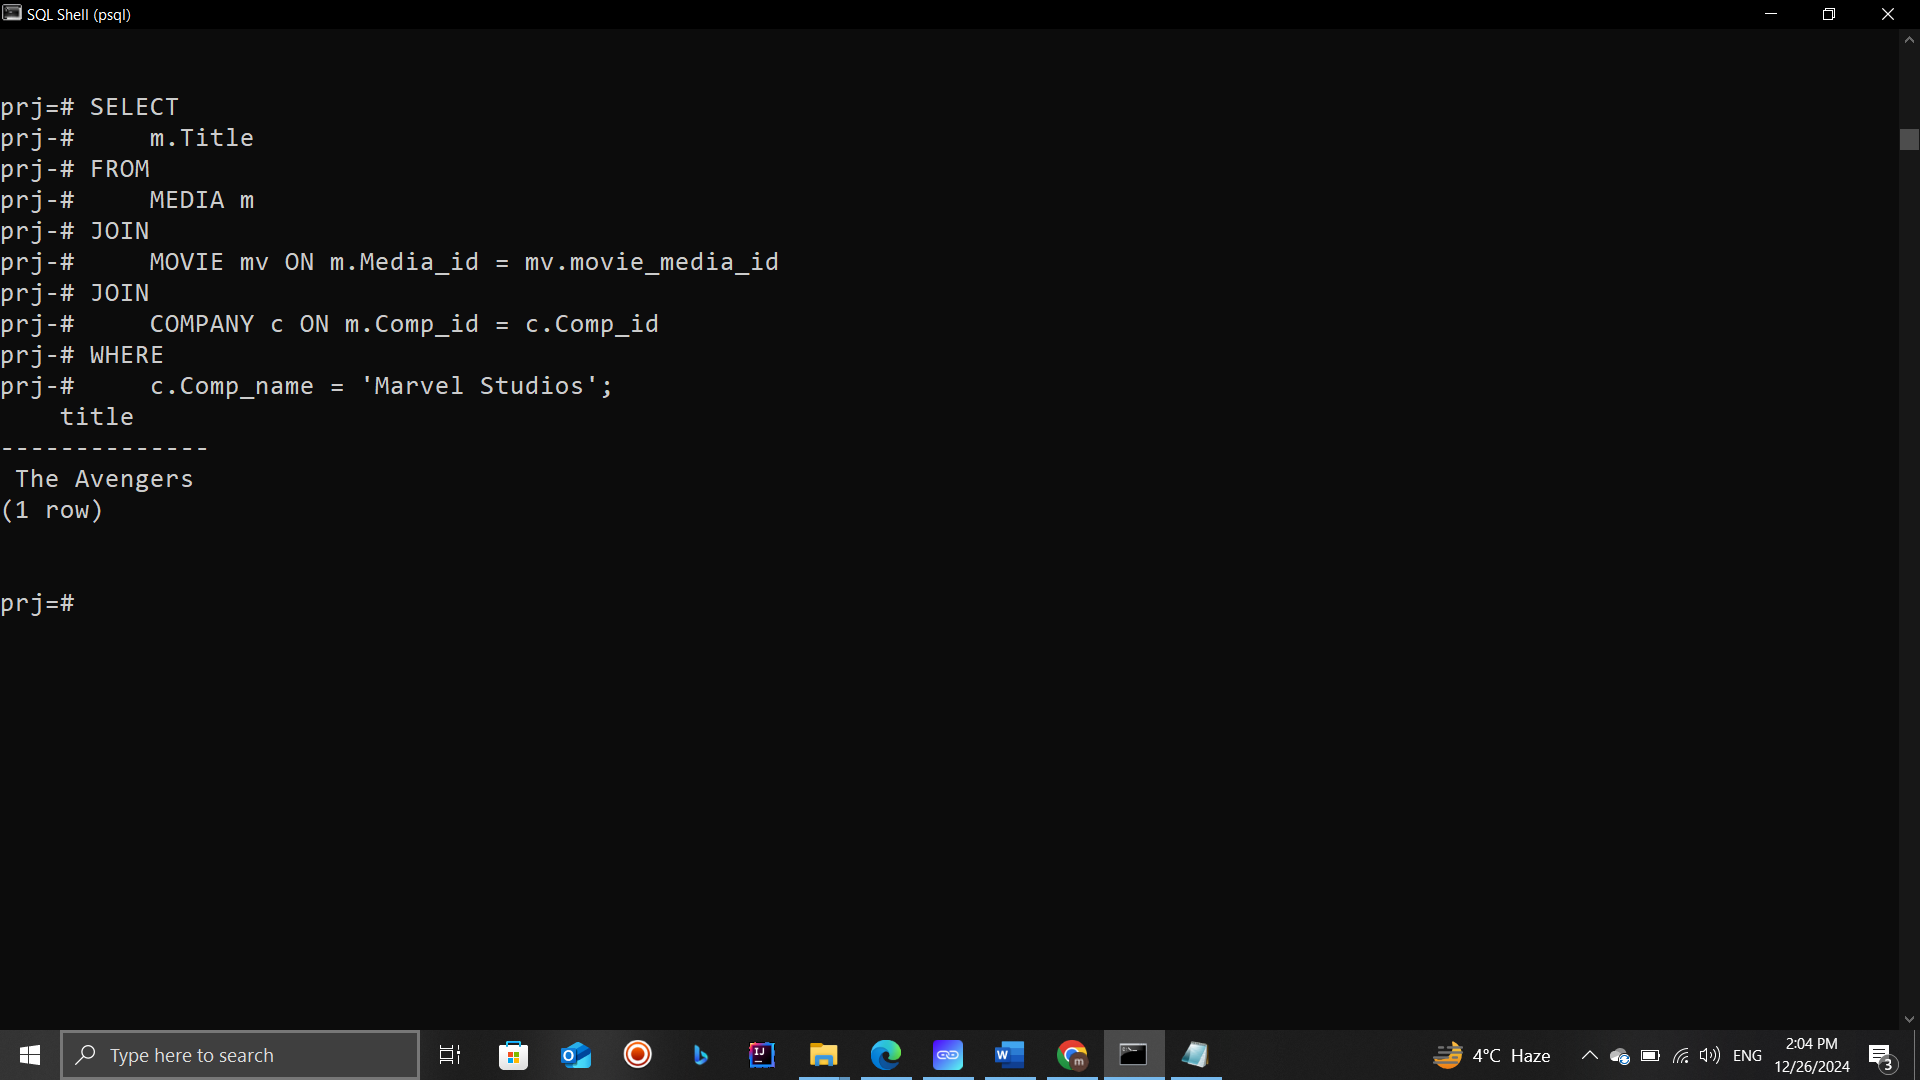 SQL Shell (psql)
prj=# SELECT
prj-#     m.Title
prj-# FROM
prj-#     MEDIA m
prj-# JOIN
prj-#     MOVIE mv ON m.Media_id = mv.movie_media_id
prj-# JOIN
prj-#     COMPANY c ON m.Comp_id = c.Comp_id
prj-# WHERE
prj-#     c.Comp_name = 'Marvel Studios';
    title
--------------
 The Avengers
(1 row)
prj=#
Type here to search
4°C Haze
ENG
2:04 PM
12/26/2024
3